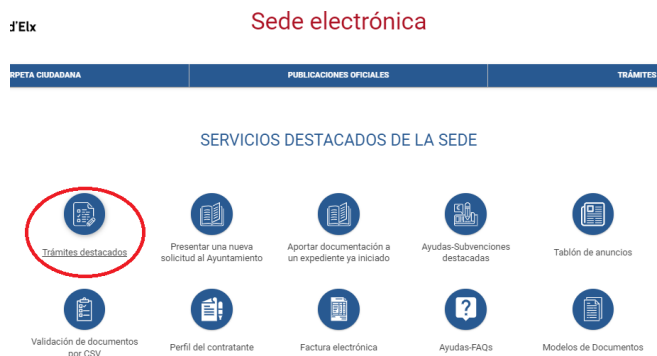 d'Elx
Sede electrónica
RPETA CIUDADANA
PUBLICACIONES OFICIALES
TRÁMITES
SERVICIOS DESTACADOS DE LA SEDE
Trámites destacados
Presentar una nueva
solicitud al Ayuntamiento
Aportar documentación a
un expediente ya iniciado
Ayudas-Subvenciones
destacadas
Tablón de anuncios
Validación de documentos
por CSV
Perfil del contratante
Factura electrónica
Ayudas-FAQs
Modelos de Documentos